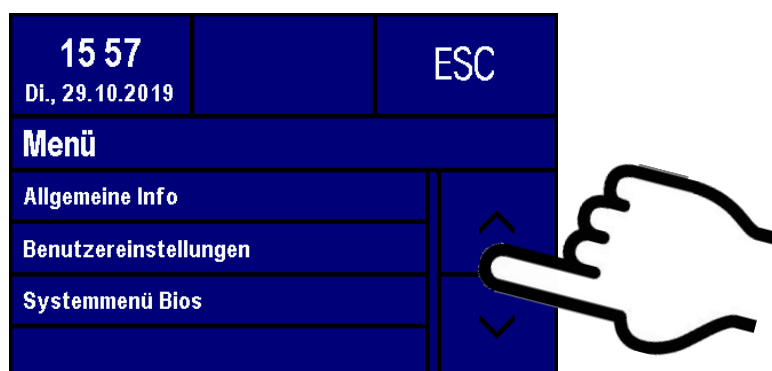 15 57
Di., 29.10.2019
ESC
Menü
Allgemeine Info
Benutzereinstellungen
Systemmenü Bios